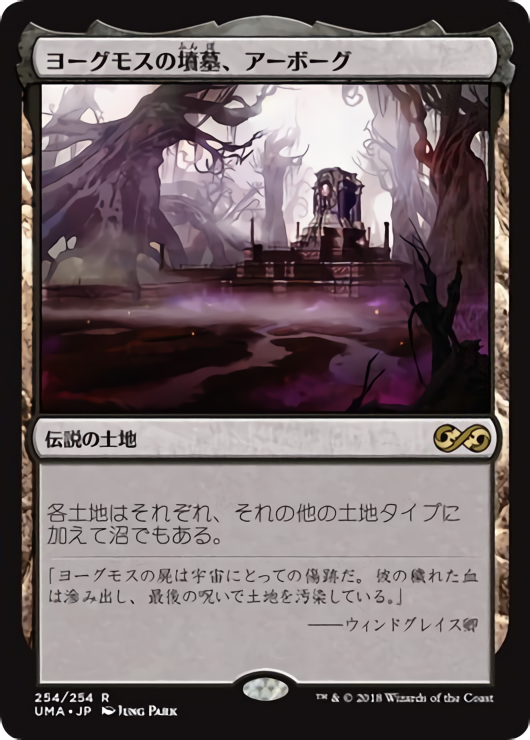 ヨーグモスの墳墓、アーボーグ
ふんぼ
伝説の土地
各土地はそれぞれ、それの他の土地タイプに
加えて沼でもある。
「ヨーグモスの屍は宇宙にとっての傷跡だ。彼の穢れた血
は滲み出し、最後の呪いで土地を汚染している。」
――ウィンドグレイス卿
254/254 R
UMA • JP Jung Park
™ & © 2018 Wizards of the Coast